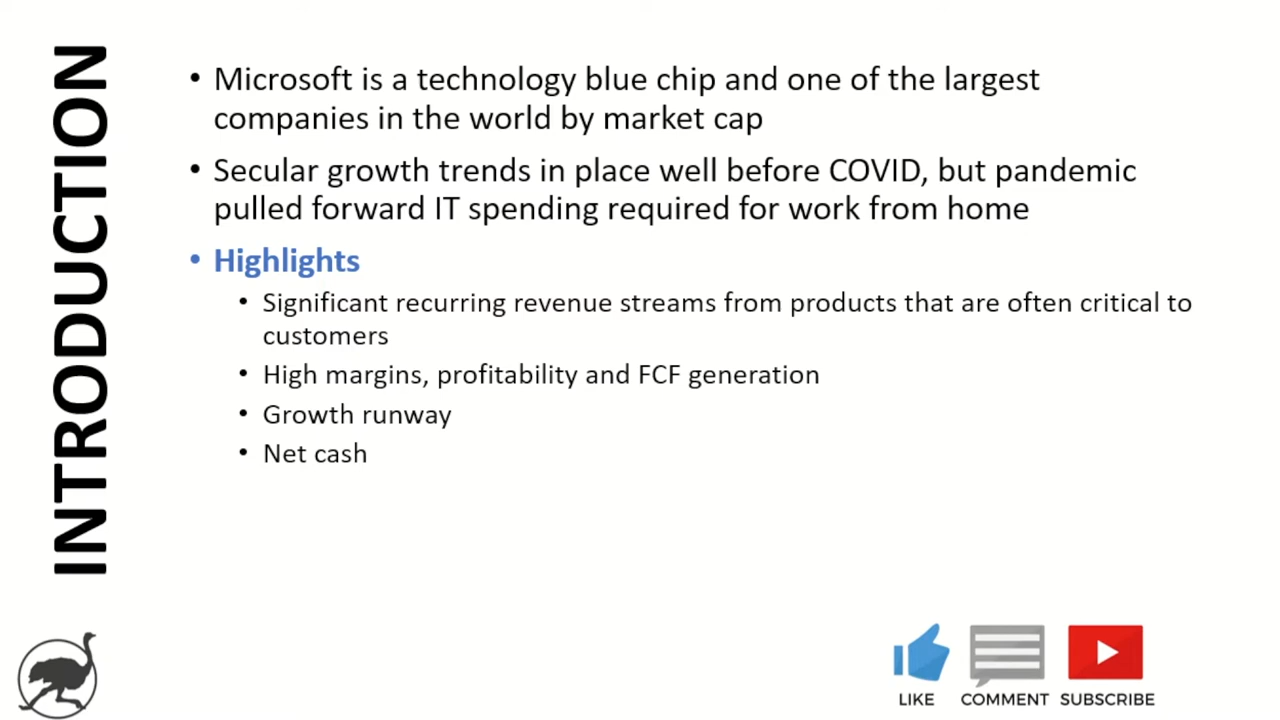 INTRODUCTION
• Microsoft is a technology blue chip and one of the largest
companies in the world by market cap
• Secular growth trends in place well before COVID, but pandemic
pulled forward IT spending required for work from home
• Highlights
• Significant recurring revenue streams from products that are often critical to
customers
• High margins, profitability and FCF generation
• Growth runway
• Net cash
LIKE COMMENT SUBSCRIBE